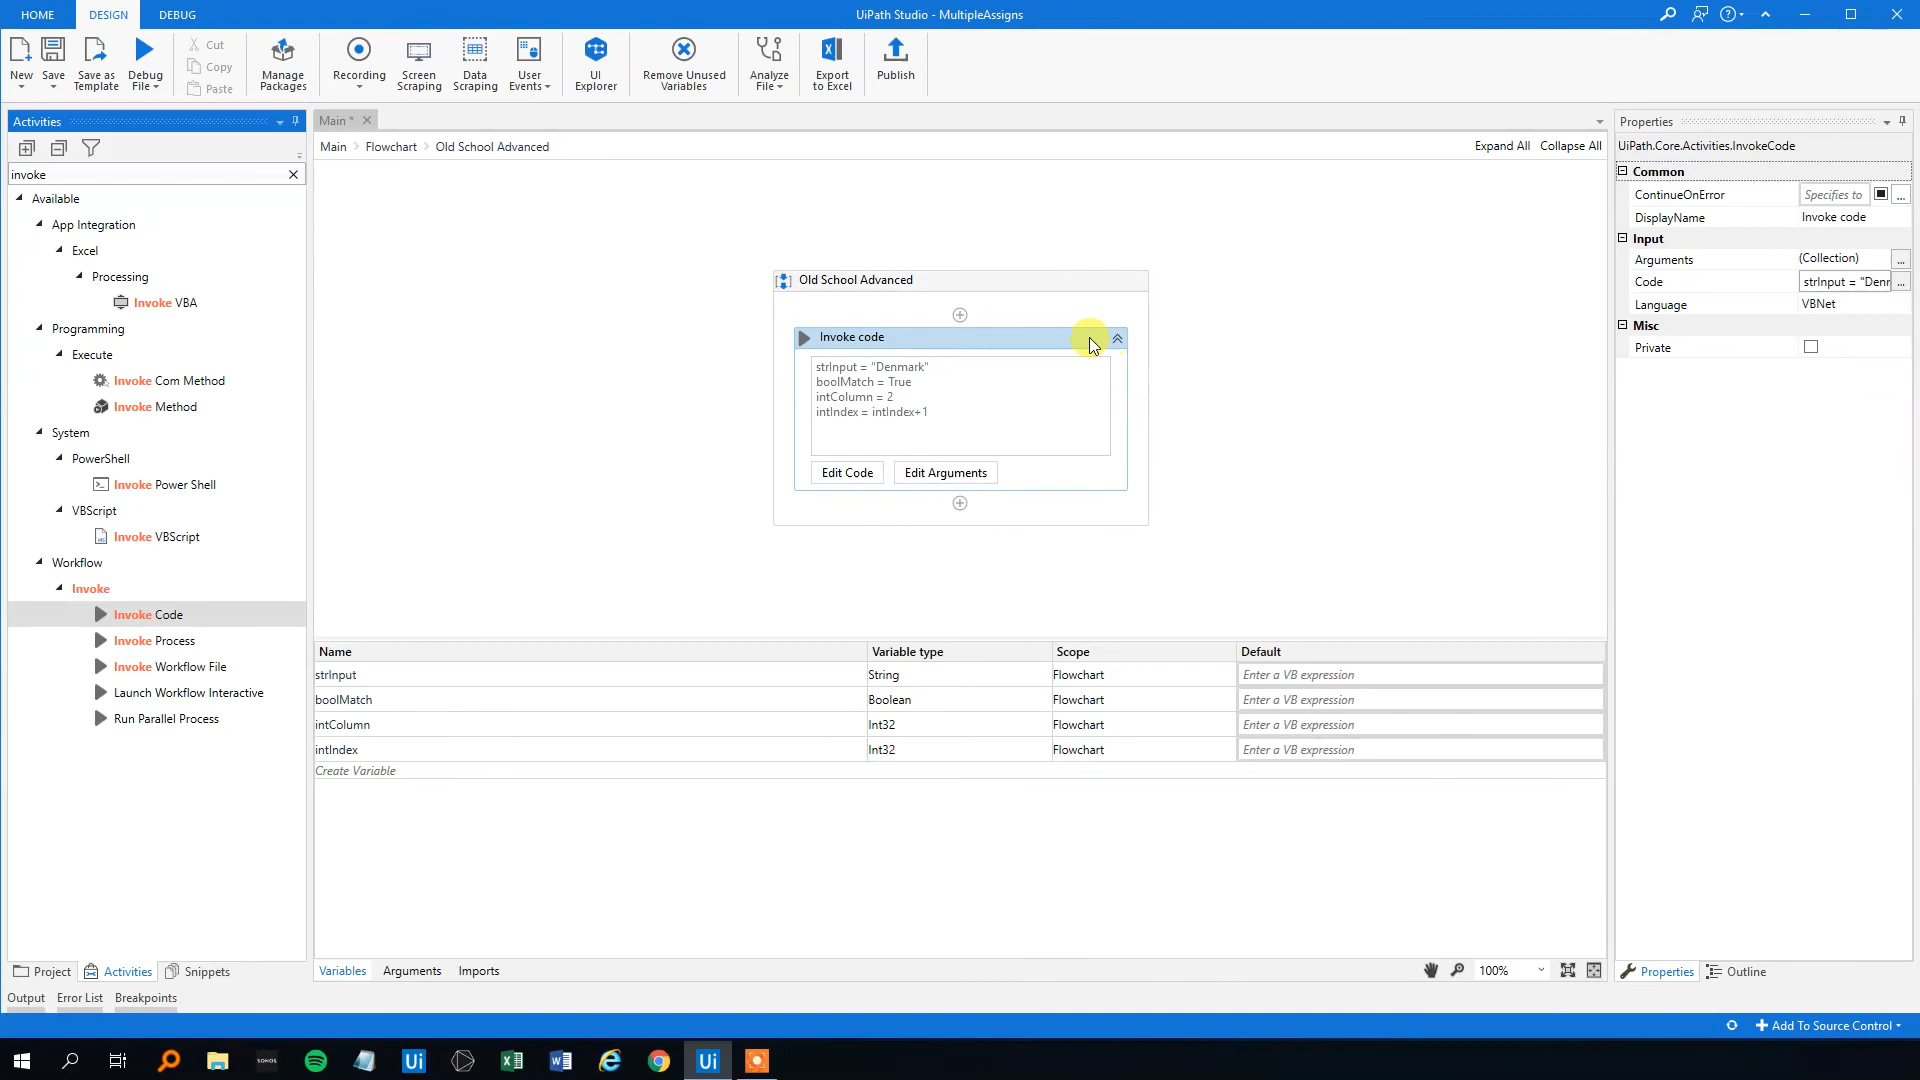 HOME
DESIGN
DEBUG
UiPath Studio - MultipleAssigns
New
Save
Save as Template
Debug File
Cut
Copy
Paste
Manage Packages
Recording
Screen Scraping
Data Scraping
User Events
UI Explorer
Remove Unused Variables
Analyze File
Export to Excel
Publish
Activities
invoke
Available
App Integration
Excel
Processing
Invoke VBA
Programming
Execute
Invoke Com Method
Invoke Method
System
PowerShell
Invoke Power Shell
VBScript
Invoke VBScript
Workflow
Invoke
Invoke Code
Invoke Process
Invoke Workflow File
Launch Workflow Interactive
Run Parallel Process
Project
Activities
Snippets
Main *
Main > Flowchart > Old School Advanced
Expand All
Collapse All
Old School Advanced
Invoke code
strInput = "Denmark"
boolMatch = True
intColumn = 2
intIndex = intIndex+1
Edit Code
Edit Arguments
Name Variable type Scope Default
strInput String Flowchart Enter a VB expression
boolMatch Boolean Flowchart Enter a VB expression
intColumn Int32 Flowchart Enter a VB expression
intIndex Int32 Flowchart Enter a VB expression
Create Variable
Variables
Arguments
Imports
100%
Properties
UiPath.Core.Activities.InvokeCode
Common
ContinueOnError Specifies to ...
DisplayName Invoke code
Input
Arguments (Collection) ...
Code strInput = "Denr ...
Language VBNet
Misc
Private
Properties
Outline
Output
Error List
Breakpoints
Add To Source Control
SONOS
Ui
Ui